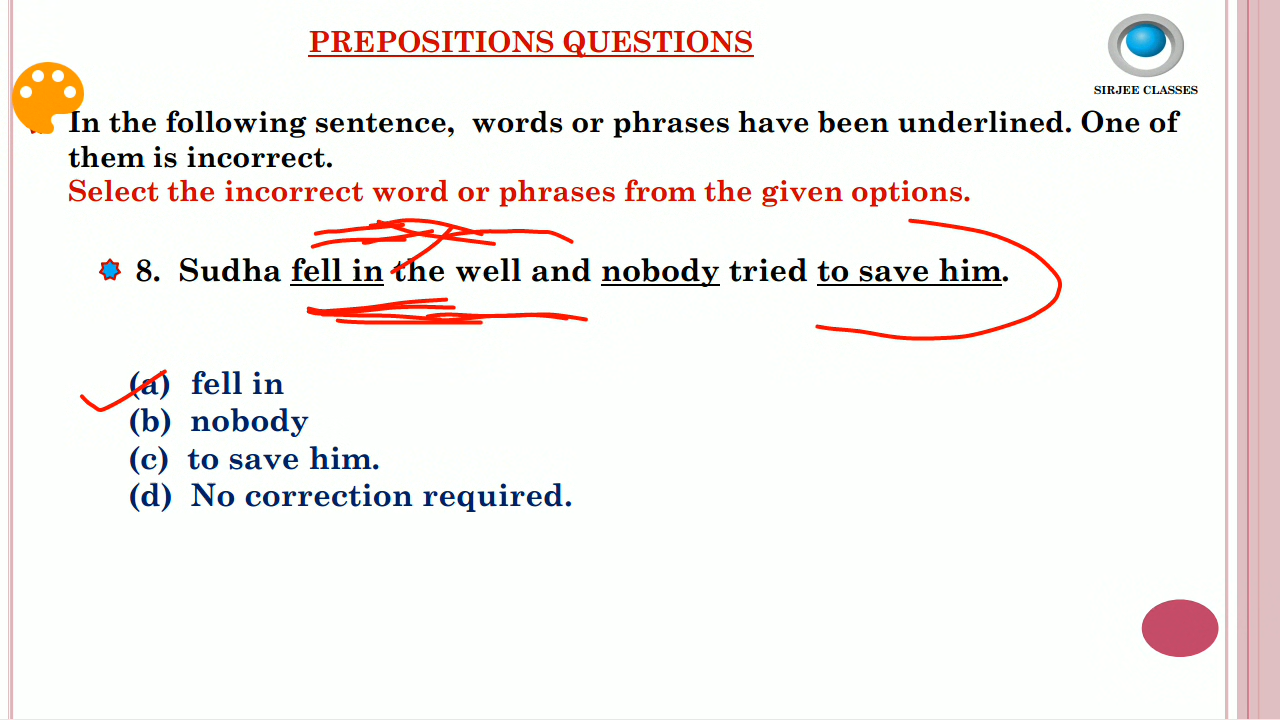 PREPOSITIONS QUESTIONS
SIRJEE CLASSES
In the following sentence, words or phrases have been underlined. One of
them is incorrect.
Select the incorrect word or phrases from the given options.
8. Sudha fell in the well and nobody tried to save him.
(a) fell in
(b) nobody
(c) to save him.
(d) No correction required.